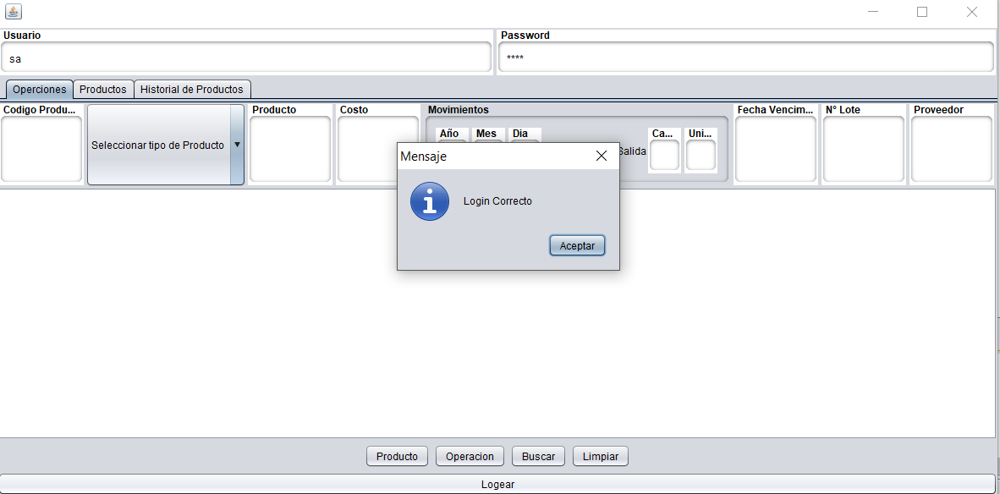 Usuario Password
sa ****
Operciones Productos Historial de Productos
Codigo Produ... Seleccionar tipo de Producto Producto Costo Movimientos Fecha Vencim... N° Lote Proveedor
Año Mes Dia Salida Ca... Uni...
Mensaje
Login Correcto
Aceptar
Producto Operacion Buscar Limpiar
Logear